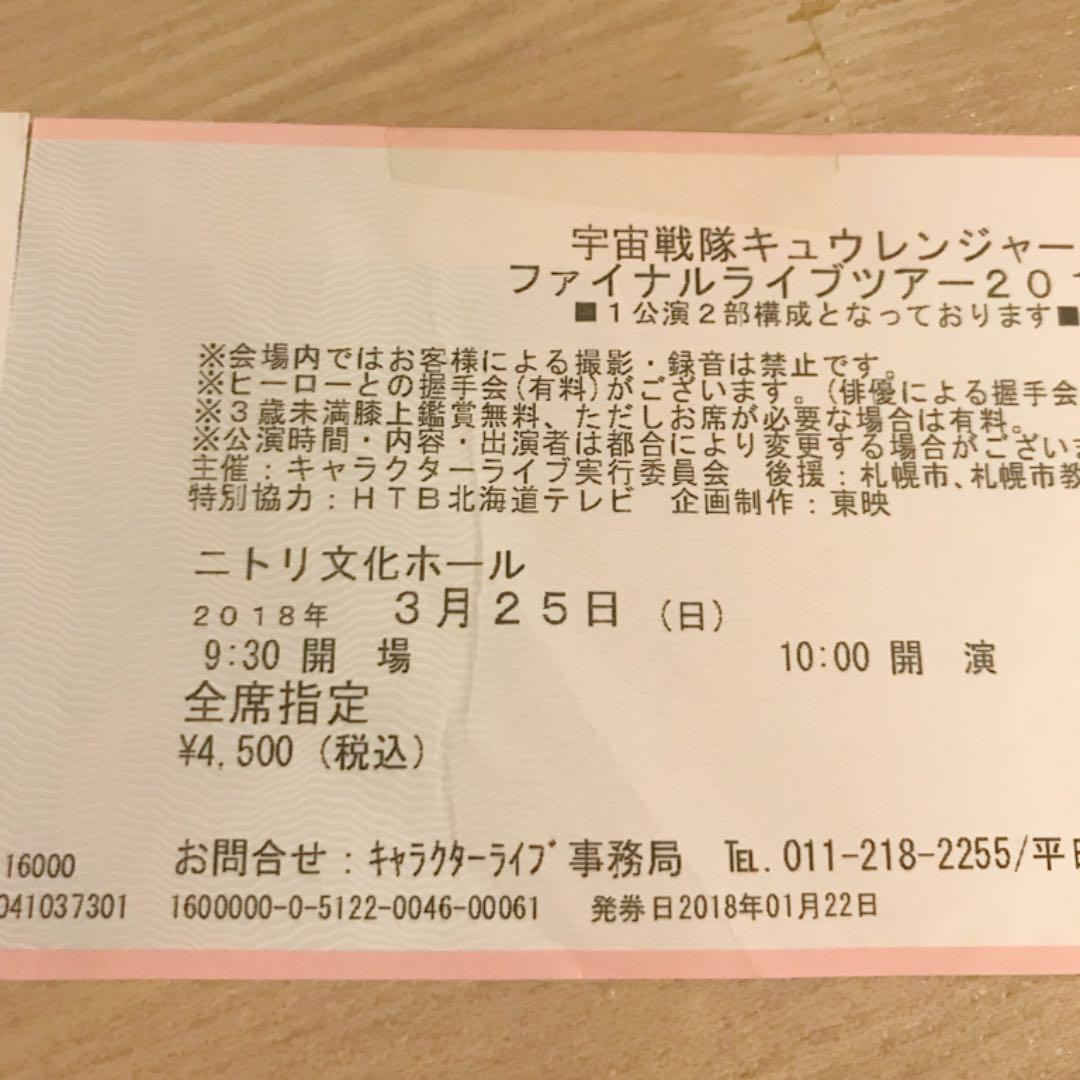 宇宙戦隊キュウレンジャー
ファイナルライブツアー２０１
■１公演２部構成となっております■
※会場内ではお客様による撮影・録音は禁止です。
※ヒーローとの握手会(有料)がございます。(俳優による握手会
※３歳未満膝上鑑賞無料、ただしお席が必要な場合は有料。
※公演時間・内容・出演者は都合により変更する場合がございま
主催：キャラクターライブ実行委員会　後援：札幌市、札幌市教
特別協力：ＨＴＢ北海道テレビ　企画制作：東映
ニトリ文化ホール
２０１８年　３月２５日　（日）
9:30 開　場　10:00 開　演
全席指定
¥4,500（税込）
16000　お問合せ：ｷｬﾗｸﾀｰﾗｲﾌﾞ事務局　℡. 011-218-2255/平日
041037301　1600000-0-5122-0046-00061　発券日2018年01月22日